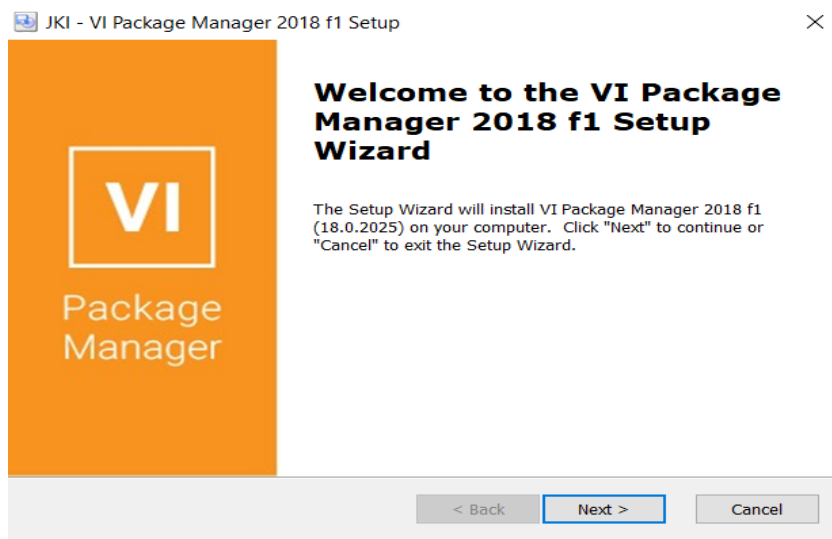 JKI - VI Package Manager 2018 f1 Setup
VI
Package
Manager
Welcome to the VI Package
Manager 2018 f1 Setup
Wizard
The Setup Wizard will install VI Package Manager 2018 f1
(18.0.2025) on your computer.  Click "Next" to continue or
"Cancel" to exit the Setup Wizard.
< Back
Next >
Cancel